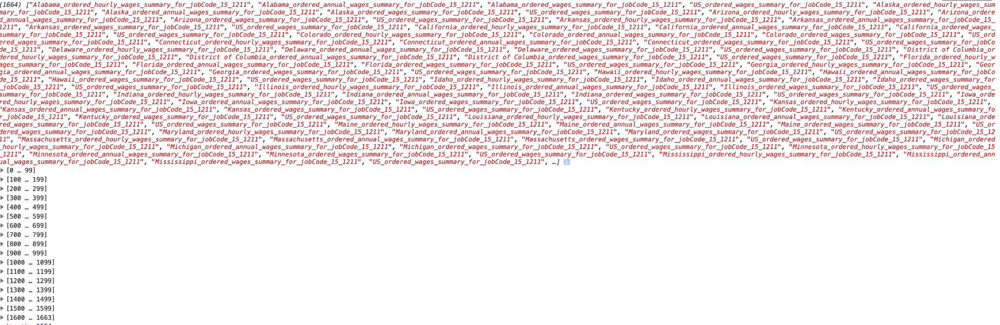 (1664) ["Alabama_ordered_hourly_wages_summary_for_jobCode_15_1211", "Alabama_ordered_annual_wages_summary_for_jobCode_15_1211", "Alabama_ordered_wages_summary_for_jobCode_15_1211", "US_ordered_wages_summary_for_jobCode_15_1211", "Alaska_ordered_hourly_wages_sum
mary_for_jobCode_15_1211", "Alaska_ordered_annual_wages_summary_for_jobCode_15_1211", "Alaska_ordered_wages_summary_for_jobCode_15_1211", "US_ordered_wages_summary_for_jobCode_15_1211", "Arizona_ordered_hourly_wages_summary_for_jobCode_15_1211", "Arizona_ordere
d_annual_wages_summary_for_jobCode_15_1211", "Arizona_ordered_wages_summary_for_jobCode_15_1211", "US_ordered_wages_summary_for_jobCode_15_1211", "Arkansas_ordered_hourly_wages_summary_for_jobCode_15_1211", "Arkansas_ordered_annual_wages_summary_for_jobCode_15_
1211", "Arkansas_ordered_wages_summary_for_jobCode_15_1211", "US_ordered_wages_summary_for_jobCode_15_1211", "California_ordered_hourly_wages_summary_for_jobCode_15_1211", "California_ordered_annual_wages_summary_for_jobCode_15_1211", "California_ordered_wages_
summary_for_jobCode_15_1211", "US_ordered_wages_summary_for_jobCode_15_1211", "Colorado_ordered_hourly_wages_summary_for_jobCode_15_1211", "Colorado_ordered_annual_wages_summary_for_jobCode_15_1211", "Colorado_ordered_wages_summary_for_jobCode_15_1211", "US_ord
ered_wages_summary_for_jobCode_15_1211", "Connecticut_ordered_hourly_wages_summary_for_jobCode_15_1211", "Connecticut_ordered_annual_wages_summary_for_jobCode_15_1211", "Connecticut_ordered_wages_summary_for_jobCode_15_1211", "US_ordered_wages_summary_for_jobCo
de_15_1211", "Delaware_ordered_hourly_wages_summary_for_jobCode_15_1211", "Delaware_ordered_annual_wages_summary_for_jobCode_15_1211", "Delaware_ordered_wages_summary_for_jobCode_15_1211", "US_ordered_wages_summary_for_jobCode_15_1211", "District of Columbia_or
dered_hourly_wages_summary_for_jobCode_15_1211", "District of Columbia_ordered_annual_wages_summary_for_jobCode_15_1211", "District of Columbia_ordered_wages_summary_for_jobCode_15_1211", "US_ordered_wages_summary_for_jobCode_15_1211", "Florida_ordered_hourly_w
ages_summary_for_jobCode_15_1211", "Florida_ordered_annual_wages_summary_for_jobCode_15_1211", "Florida_ordered_wages_summary_for_jobCode_15_1211", "US_ordered_wages_summary_for_jobCode_15_1211", "Georgia_ordered_hourly_wages_summary_for_jobCode_15_1211", "Geor
gia_ordered_annual_wages_summary_for_jobCode_15_1211", "Georgia_ordered_wages_summary_for_jobCode_15_1211", "US_ordered_wages_summary_for_jobCode_15_1211", "Hawaii_ordered_hourly_wages_summary_for_jobCode_15_1211", "Hawaii_ordered_annual_wages_summary_for_jobCo
de_15_1211", "Hawaii_ordered_wages_summary_for_jobCode_15_1211", "US_ordered_wages_summary_for_jobCode_15_1211", "Idaho_ordered_hourly_wages_summary_for_jobCode_15_1211", "Idaho_ordered_annual_wages_summary_for_jobCode_15_1211", "Idaho_ordered_wages_summary_for
_jobCode_15_1211", "US_ordered_wages_summary_for_jobCode_15_1211", "Illinois_ordered_hourly_wages_summary_for_jobCode_15_1211", "Illinois_ordered_annual_wages_summary_for_jobCode_15_1211", "Illinois_ordered_wages_summary_for_jobCode_15_1211", "US_ordered_wages_
summary_for_jobCode_15_1211", "Indiana_ordered_hourly_wages_summary_for_jobCode_15_1211", "Indiana_ordered_annual_wages_summary_for_jobCode_15_1211", "Indiana_ordered_wages_summary_for_jobCode_15_1211", "US_ordered_wages_summary_for_jobCode_15_1211", "Iowa_orde
red_hourly_wages_summary_for_jobCode_15_1211", "Iowa_ordered_annual_wages_summary_for_jobCode_15_1211", "Iowa_ordered_wages_summary_for_jobCode_15_1211", "US_ordered_wages_summary_for_jobCode_15_1211", "Kansas_ordered_hourly_wages_summary_for_jobCode_15_1211",
"Kansas_ordered_annual_wages_summary_for_jobCode_15_1211", "Kansas_ordered_wages_summary_for_jobCode_15_1211", "US_ordered_wages_summary_for_jobCode_15_1211", "Kentucky_ordered_hourly_wages_summary_for_jobCode_15_1211", "Kentucky_ordered_annual_wages_summary_fo
r_jobCode_15_1211", "Kentucky_ordered_wages_summary_for_jobCode_15_1211", "US_ordered_wages_summary_for_jobCode_15_1211", "Louisiana_ordered_hourly_wages_summary_for_jobCode_15_1211", "Louisiana_ordered_annual_wages_summary_for_jobCode_15_1211", "Louisiana_orde
red_wages_summary_for_jobCode_15_1211", "US_ordered_wages_summary_for_jobCode_15_1211", "Maine_ordered_hourly_wages_summary_for_jobCode_15_1211", "Maine_ordered_annual_wages_summary_for_jobCode_15_1211", "Maine_ordered_wages_summary_for_jobCode_15_1211", "US_or
dered_wages_summary_for_jobCode_15_1211", "Maryland_ordered_hourly_wages_summary_for_jobCode_15_1211", "Maryland_ordered_annual_wages_summary_for_jobCode_15_1211", "Maryland_ordered_wages_summary_for_jobCode_15_1211", "US_ordered_wages_summary_for_jobCode_15_12
11", "Massachusetts_ordered_hourly_wages_summary_for_jobCode_15_1211", "Massachusetts_ordered_annual_wages_summary_for_jobCode_15_1211", "Massachusetts_ordered_wages_summary_for_jobCode_15_1211", "US_ordered_wages_summary_for_jobCode_15_1211", "Michigan_ordered
_hourly_wages_summary_for_jobCode_15_1211", "Michigan_ordered_annual_wages_summary_for_jobCode_15_1211", "Michigan_ordered_wages_summary_for_jobCode_15_1211", "US_ordered_wages_summary_for_jobCode_15_1211", "Minnesota_ordered_hourly_wages_summary_for_jobCode_15
_1211", "Minnesota_ordered_annual_wages_summary_for_jobCode_15_1211", "Minnesota_ordered_wages_summary_for_jobCode_15_1211", "US_ordered_wages_summary_for_jobCode_15_1211", "Mississippi_ordered_hourly_wages_summary_for_jobCode_15_1211", "Mississippi_ordered_ann
ual_wages_summary_for_jobCode_15_1211", "Mississippi_ordered_wages_summary_for_jobCode_15_1211", "US_ordered_wages_summary_for_jobCode_15_1211", …] i
[0 … 99]
[100 … 199]
[200 … 299]
[300 … 399]
[400 … 499]
[500 … 599]
[600 … 699]
[700 … 799]
[800 … 899]
[900 … 999]
[1000 … 1099]
[1100 … 1199]
[1200 … 1299]
[1300 … 1399]
[1400 … 1499]
[1500 … 1599]
[1600 … 1663]